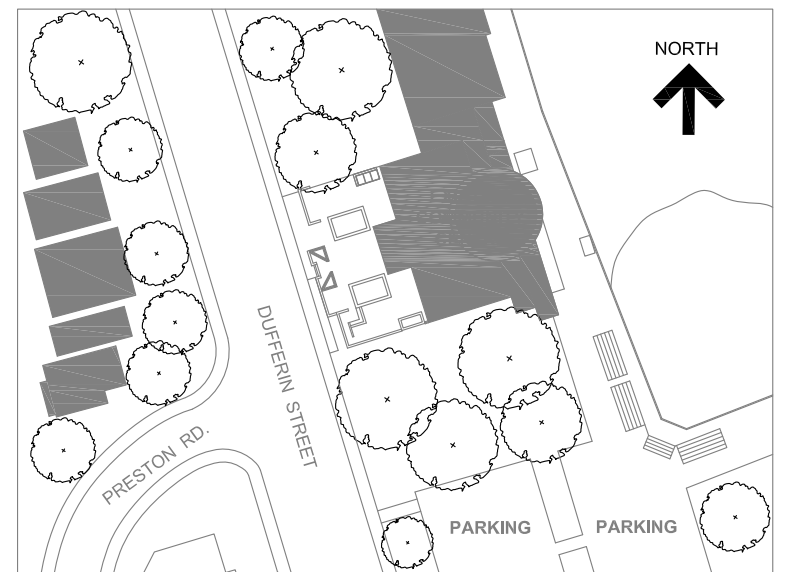 NORTH
DUFFERIN STREET
PRESTON RD.
PARKING
PARKING